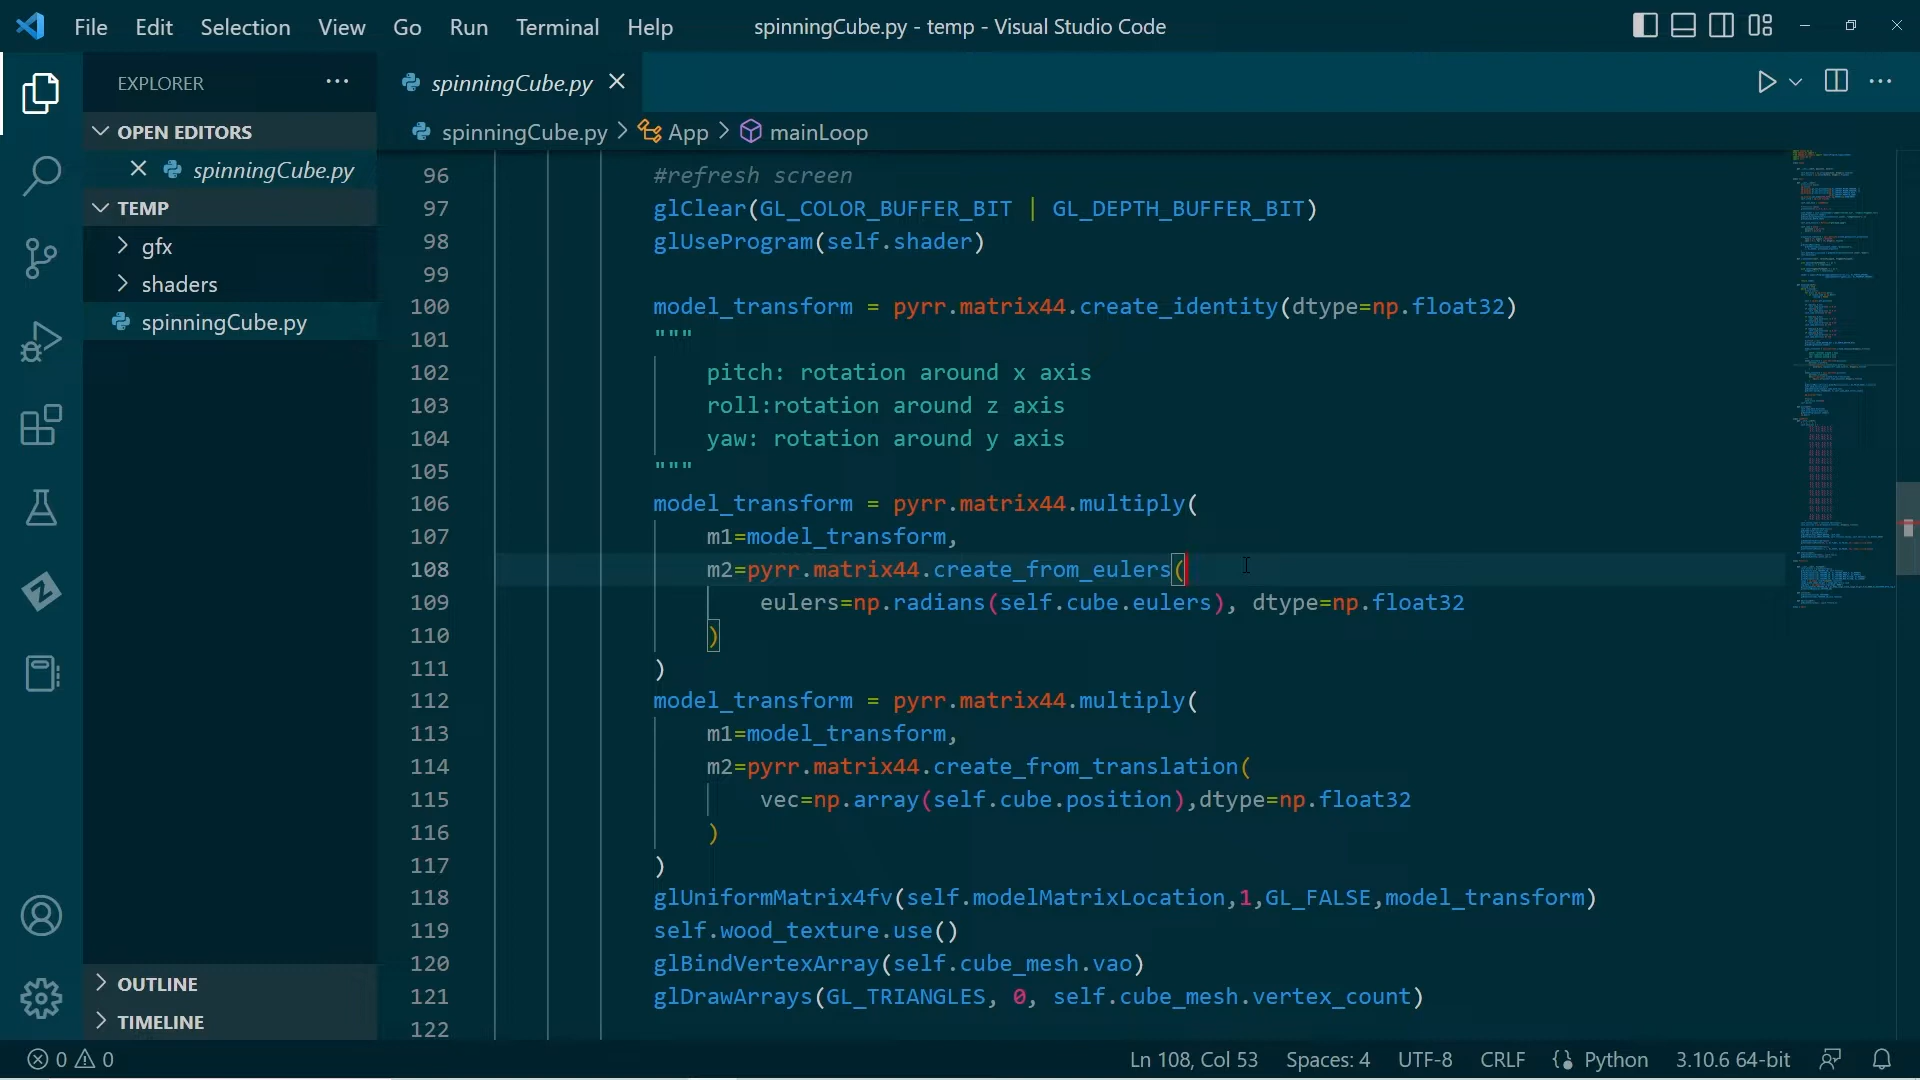 File Edit Selection View Go Run Terminal Help
spinningCube.py - temp - Visual Studio Code
EXPLORER
OPEN EDITORS
spinningCube.py
TEMP
gfx
shaders
spinningCube.py
OUTLINE
TIMELINE
spinningCube.py
spinningCube.py > App > mainLoop
96 #refresh screen
97 glClear(GL_COLOR_BUFFER_BIT | GL_DEPTH_BUFFER_BIT)
98 glUseProgram(self.shader)
99
100 model_transform = pyrr.matrix44.create_identity(dtype=np.float32)
101 """
102 pitch: rotation around x axis
103 roll:rotation around z axis
104 yaw: rotation around y axis
105 """
106 model_transform = pyrr.matrix44.multiply(
107 m1=model_transform,
108 m2=pyrr.matrix44.create_from_eulers(
109 eulers=np.radians(self.cube.eulers), dtype=np.float32
110 )
111 )
112 model_transform = pyrr.matrix44.multiply(
113 m1=model_transform,
114 m2=pyrr.matrix44.create_from_translation(
115 vec=np.array(self.cube.position),dtype=np.float32
116 )
117 )
118 glUniformMatrix4fv(self.modelMatrixLocation,1,GL_FALSE,model_transform)
119 self.wood_texture.use()
120 glBindVertexArray(self.cube_mesh.vao)
121 glDrawArrays(GL_TRIANGLES, 0, self.cube_mesh.vertex_count)
122
0 0 Ln 108, Col 53 Spaces: 4 UTF-8 CRLF Python 3.10.6 64-bit